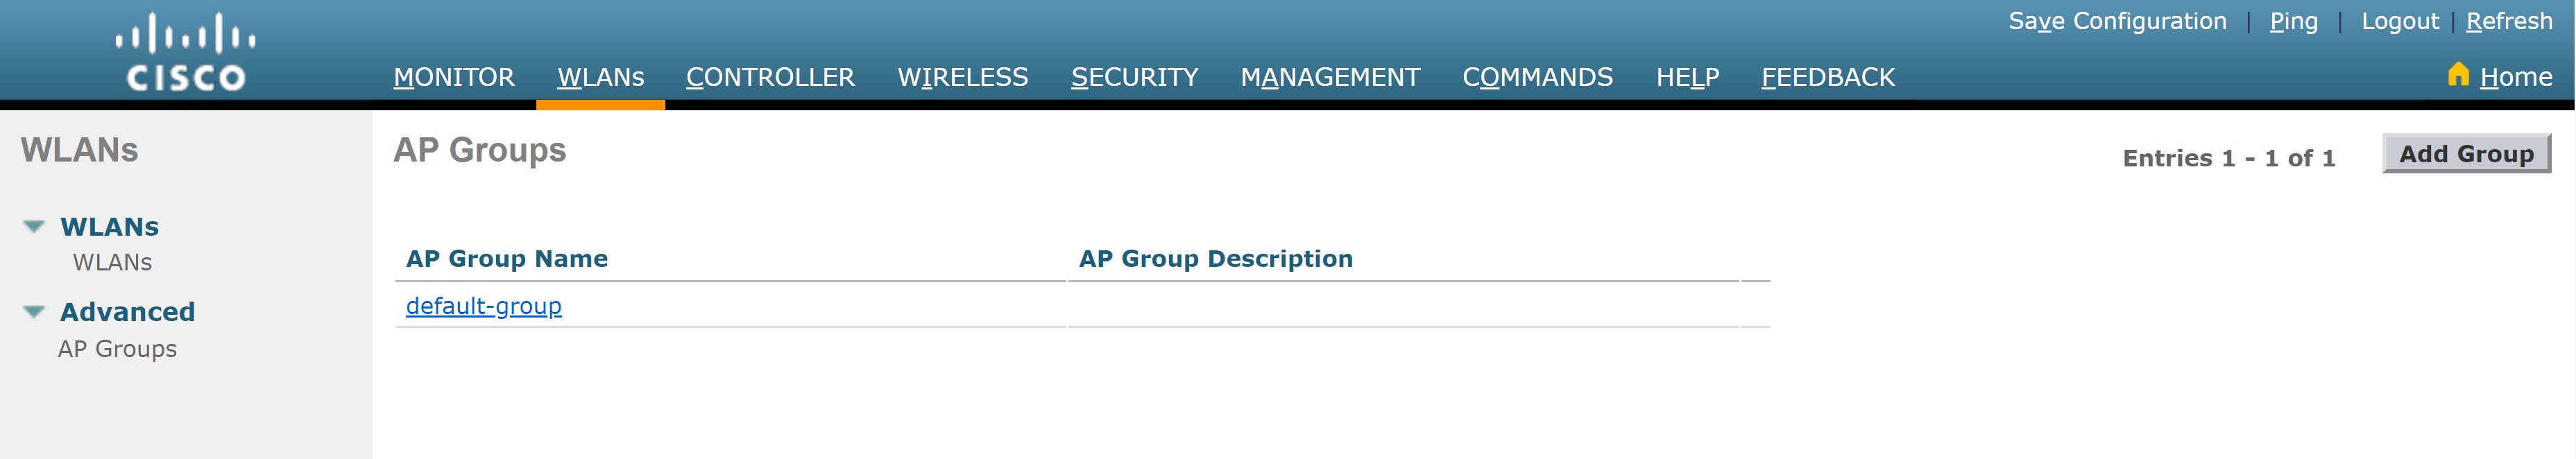 Save Configuration | Ping | Logout | Refresh
CISCO
MONITOR WLANs CONTROLLER WIRELESS SECURITY MANAGEMENT COMMANDS HELP FEEDBACK
Home
WLANs
WLANs
WLANs
Advanced
AP Groups
AP Groups
Entries 1 - 1 of 1
Add Group
AP Group Name AP Group Description
default-group